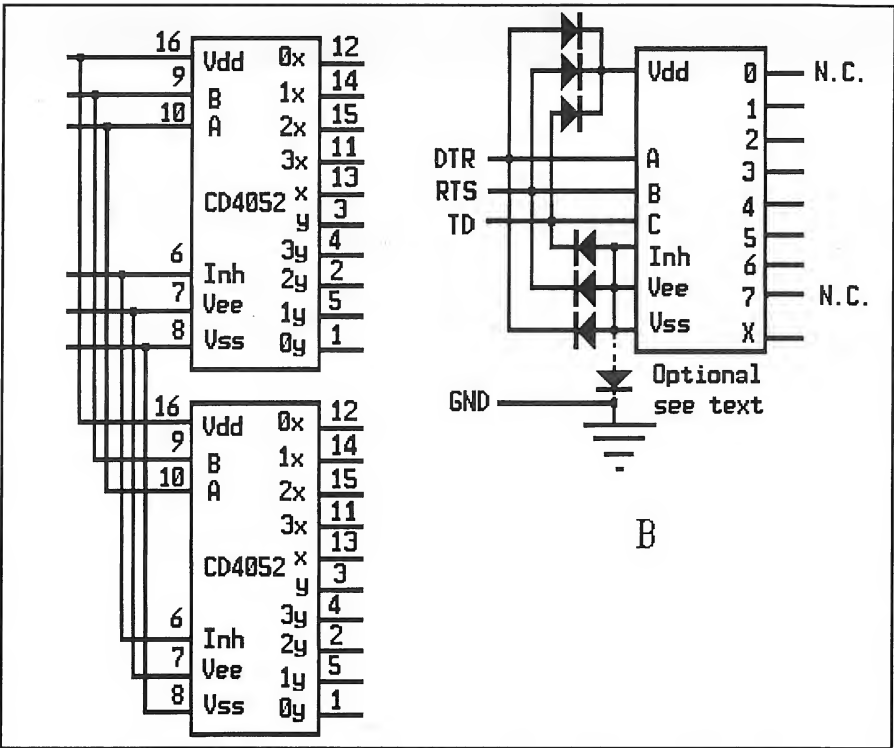 16 Vdd 0x 12
9 B 1x 14
10 A 2x 15
3x 11
CD4052 x 13
y 3
3y 4
6 Inh 2y 2
7 Vee 1y 5
8 Vss 0y 1
16 Vdd 0x 12
9 B 1x 14
10 A 2x 15
3x 11
CD4052 x 13
y 3
3y 4
6 Inh 2y 2
7 Vee 1y 5
8 Vss 0y 1
Vdd 0 N.C.
1
2
DTR A 3
RTS B 4
TD C 5
Inh 6
Vee 7 N.C.
Vss X
Optional
GND see text
B